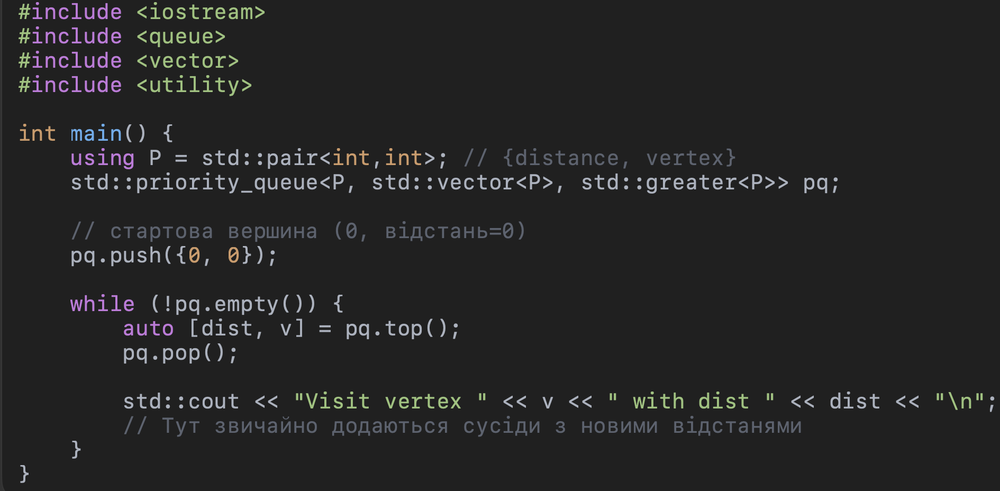 #include <iostream>
#include <queue>
#include <vector>
#include <utility>
int main() {
using P = std::pair<int,int>; // {distance, vertex}
std::priority_queue<P, std::vector<P>, std::greater<P>> pq;
// стартова вершина (0, відстань=0)
pq.push({0, 0});
while (!pq.empty()) {
auto [dist, v] = pq.top();
pq.pop();
std::cout << "Visit vertex " << v << " with dist " << dist << "\n";
// Тут звичайно додаються сусіди з новими відстанями
}
}